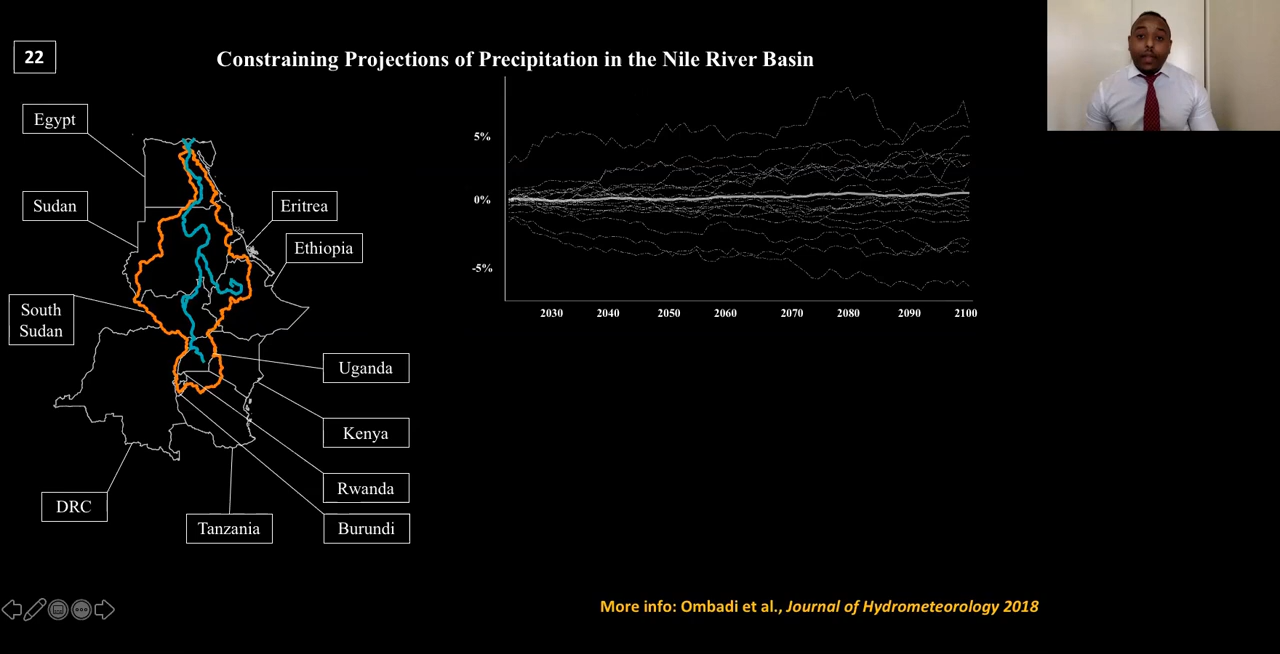 22
Constraining Projections of Precipitation in the Nile River Basin
Egypt
Sudan
Eritrea
Ethiopia
South
Sudan
Uganda
Kenya
Rwanda
DRC
Tanzania
Burundi
5%
0%
-5%
2030 2040 2050 2060 2070 2080 2090 2100
More info: Ombadi et al., Journal of Hydrometeorology 2018